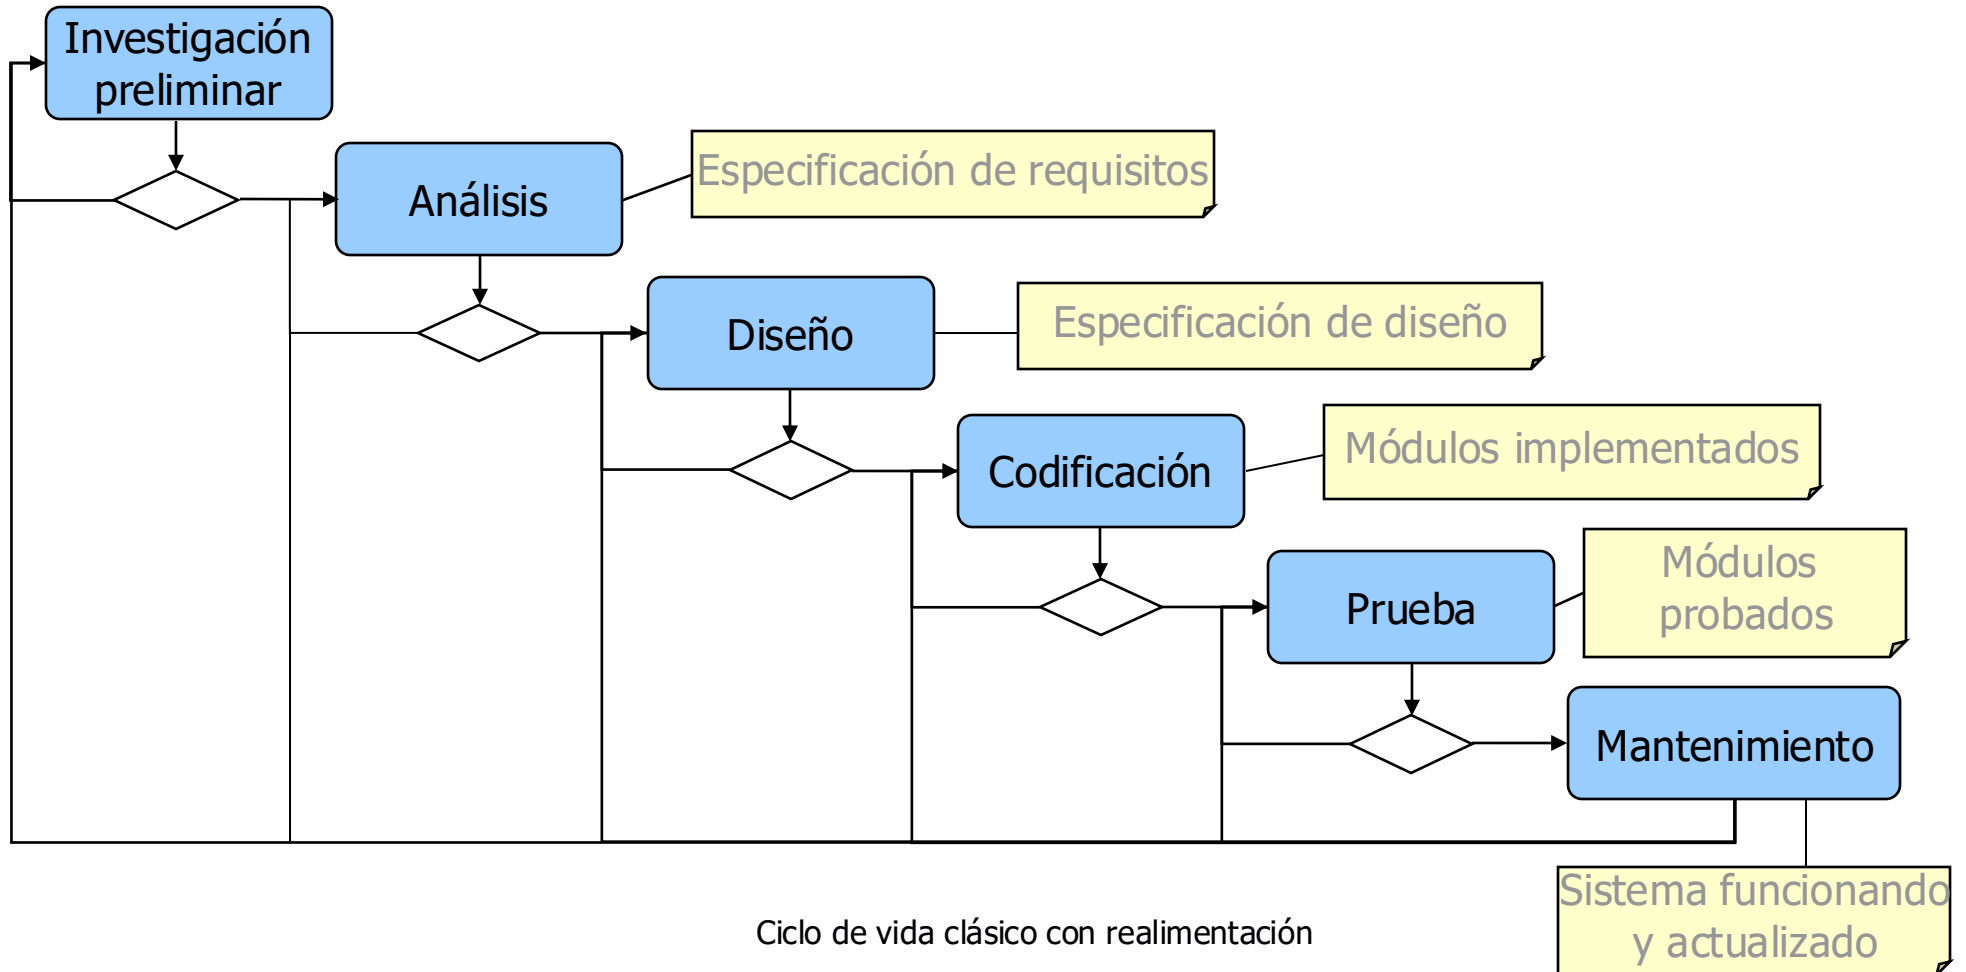 Investigación
preliminar
Análisis
Especificación de requisitos
Diseño
Especificación de diseño
Codificación
Módulos implementados
Prueba
Módulos
probados
Mantenimiento
Sistema funcionando
y actualizado
Ciclo de vida clásico con realimentación